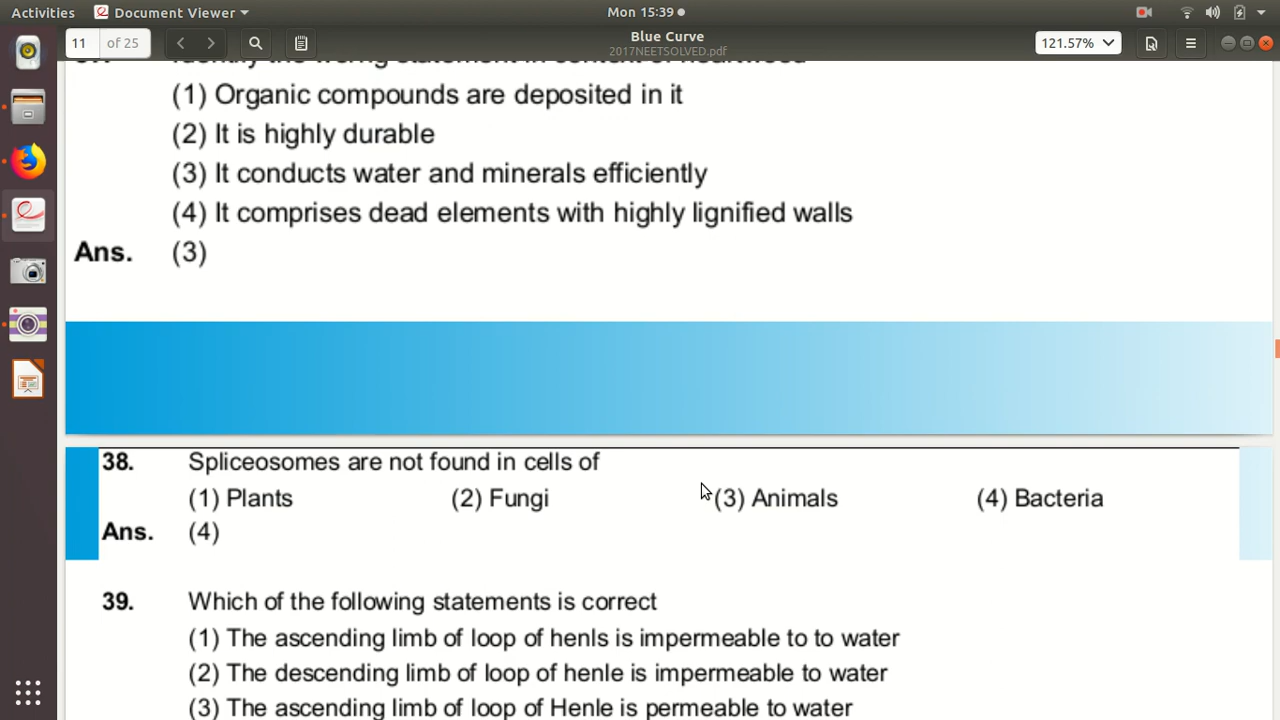 Activities Document Viewer Mon 15:39
11 of 25 Blue Curve 121.57%
2017NEETSOLVED.pdf
(1) Organic compounds are deposited in it
(2) It is highly durable
(3) It conducts water and minerals efficiently
(4) It comprises dead elements with highly lignified walls
Ans. (3)
38. Spliceosomes are not found in cells of
(1) Plants (2) Fungi (3) Animals (4) Bacteria
Ans. (4)
39. Which of the following statements is correct
(1) The ascending limb of loop of henls is impermeable to to water
(2) The descending limb of loop of henle is impermeable to water
(3) The ascending limb of loop of Henle is permeable to water